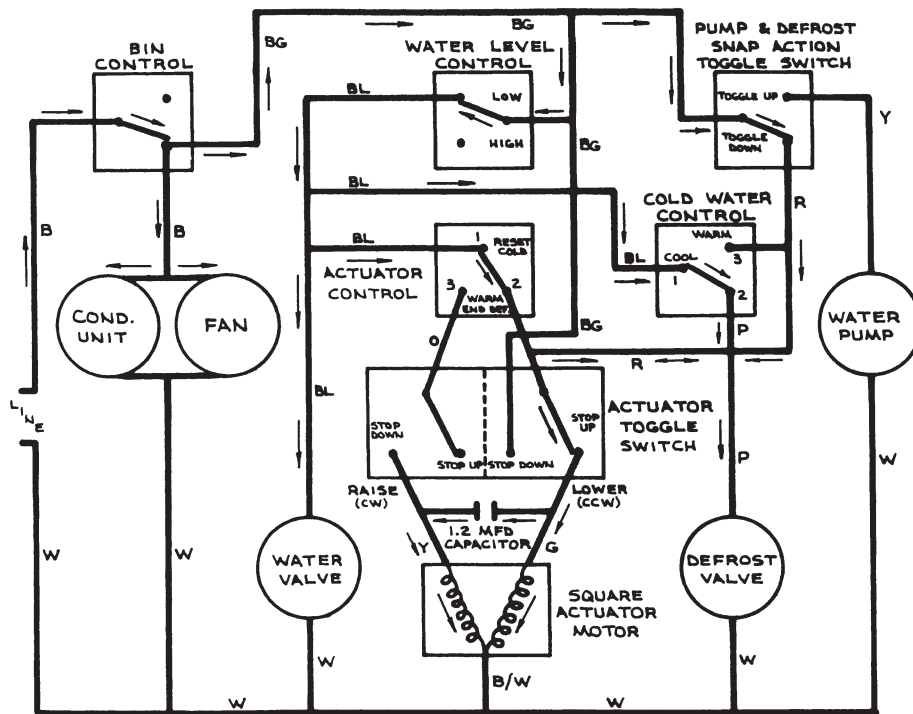 BG
BG
PUMP & DEFROST
SNAP ACTION
TOGGLE SWITCH
BIN
CONTROL
BG
WATER LEVEL
CONTROL
BL
LOW
HIGH
TOGGLE UP
TOGGLE
DOWN
Y
BG
BL
R
COLD WATER
CONTROL
B
B
BL
ACTUATOR
CONTROL
1
RESET
COLD
3
2
WARM
END DEF.
WARM
3
COOL
1
BL
2
COND.
UNIT
FAN
WATER
PUMP
O
BG
P
R
LINE
BL
STOP
DOWN
STOP UP
STOP DOWN
STOP
UP
ACTUATOR
TOGGLE
SWITCH
P
W
RAISE
(CW)
LOWER
(CCW)
1.2 MFD
CAPACITOR
Y
G
W
W
WATER
VALVE
DEFROST
VALVE
SQUARE
ACTUATOR
MOTOR
W
B/W
W
W
W
W
W